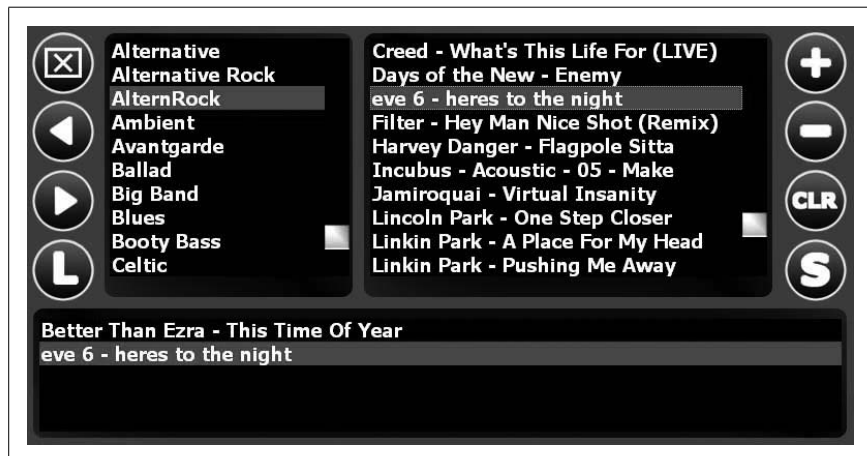 Alternative
Alternative Rock
AlternRock
Ambient
Avantgarde
Ballad
Big Band
Blues
Booty Bass
Celtic
Creed - What's This Life For (LIVE)
Days of the New - Enemy
eve 6 - heres to the night
Filter - Hey Man Nice Shot (Remix)
Harvey Danger - Flagpole Sitta
Incubus - Acoustic - 05 - Make
Jamiroquai - Virtual Insanity
Lincoln Park - One Step Closer
Linkin Park - A Place For My Head
Linkin Park - Pushing Me Away
L
CLR
S
Better Than Ezra - This Time Of Year
eve 6 - heres to the night